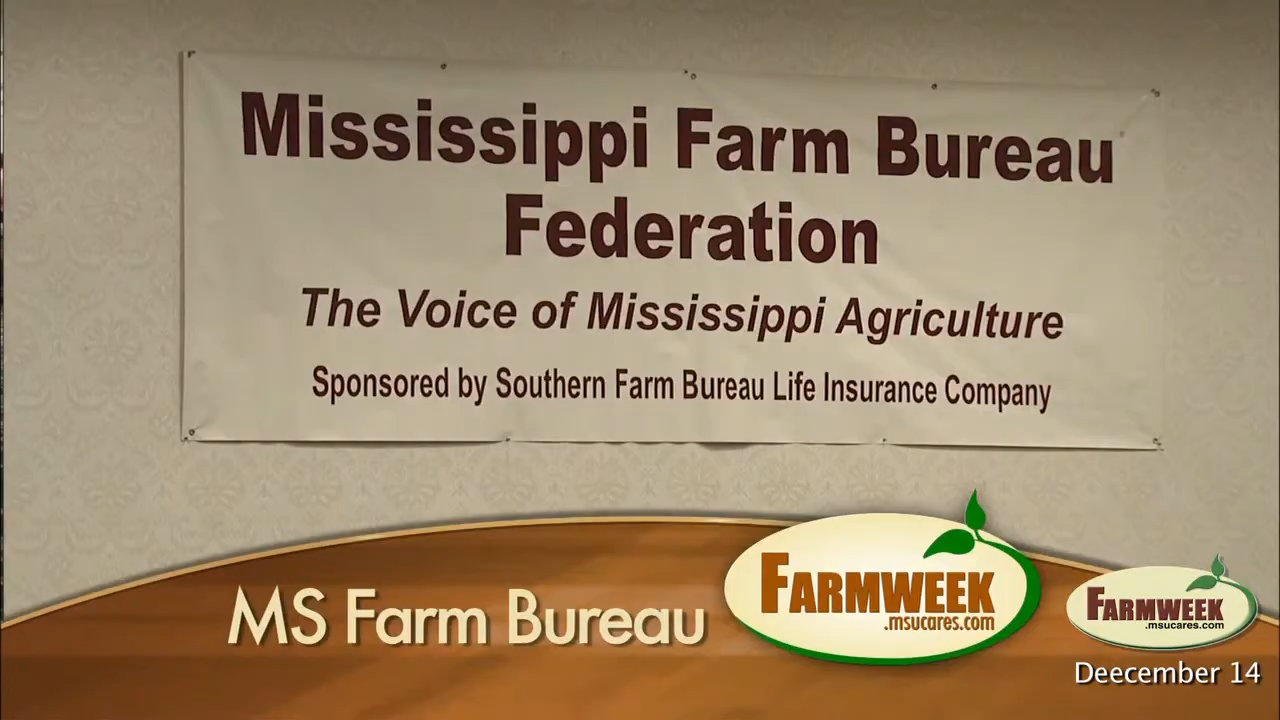 Mississippi Farm Bureau
Federation
The Voice of Mississippi Agriculture
Sponsored by Southern Farm Bureau Life Insurance Company
MS Farm Bureau
FARMWEEK
.msucares.com
FARMWEEK
.msucares.com
Deecember 14